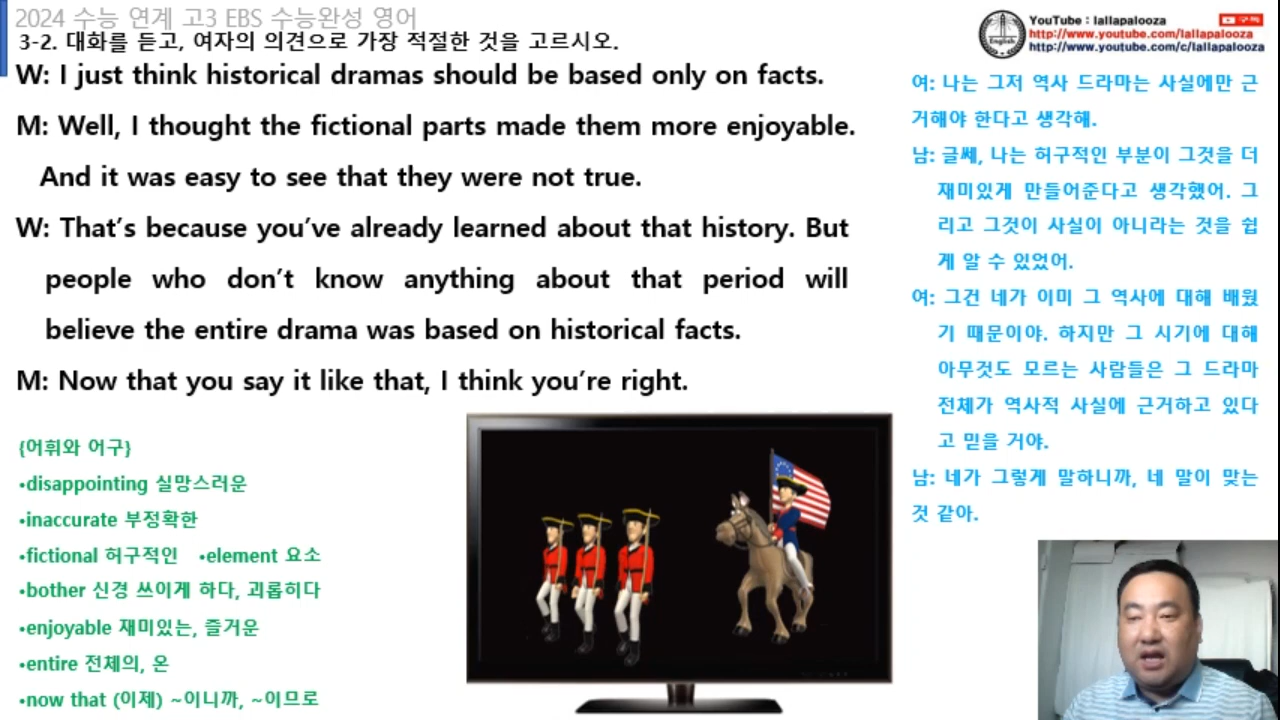 2024 수능 연계 고3 EBS 수능완성 영어
3-2. 대화를 듣고, 여자의 의견으로 가장 적절한 것을 고르시오.
W: I just think historical dramas should be based only on facts.
M: Well, I thought the fictional parts made them more enjoyable.
And it was easy to see that they were not true.
W: That's because you've already learned about that history. But
people who don't know anything about that period will
believe the entire drama was based on historical facts.
M: Now that you say it like that, I think you're right.
{어휘와 어구}
•disappointing 실망스러운
•inaccurate 부정확한
•fictional 허구적인 •element 요소
•bother 신경 쓰이게 하다, 괴롭히다
•enjoyable 재미있는, 즐거운
•entire 전체의, 온
•now that (이제) ~이니까, ~이므로
English
YouTube : lallapalooza
구독
http://www.youtube.com/lallapalooza
http://www.youtube.com/c/lallapalooza
여: 나는 그저 역사 드라마는 사실에만 근
거해야 한다고 생각해.
남: 글쎄, 나는 허구적인 부분이 그것을 더
재미있게 만들어준다고 생각했어. 그
리고 그것이 사실이 아니라는 것을 쉽
게 알 수 있었어.
여: 그건 네가 이미 그 역사에 대해 배웠
기 때문이야. 하지만 그 시기에 대해
아무것도 모르는 사람들은 그 드라마
전체가 역사적 사실에 근거하고 있다
고 믿을 거야.
남: 네가 그렇게 말하니까, 네 말이 맞는
것 같아.